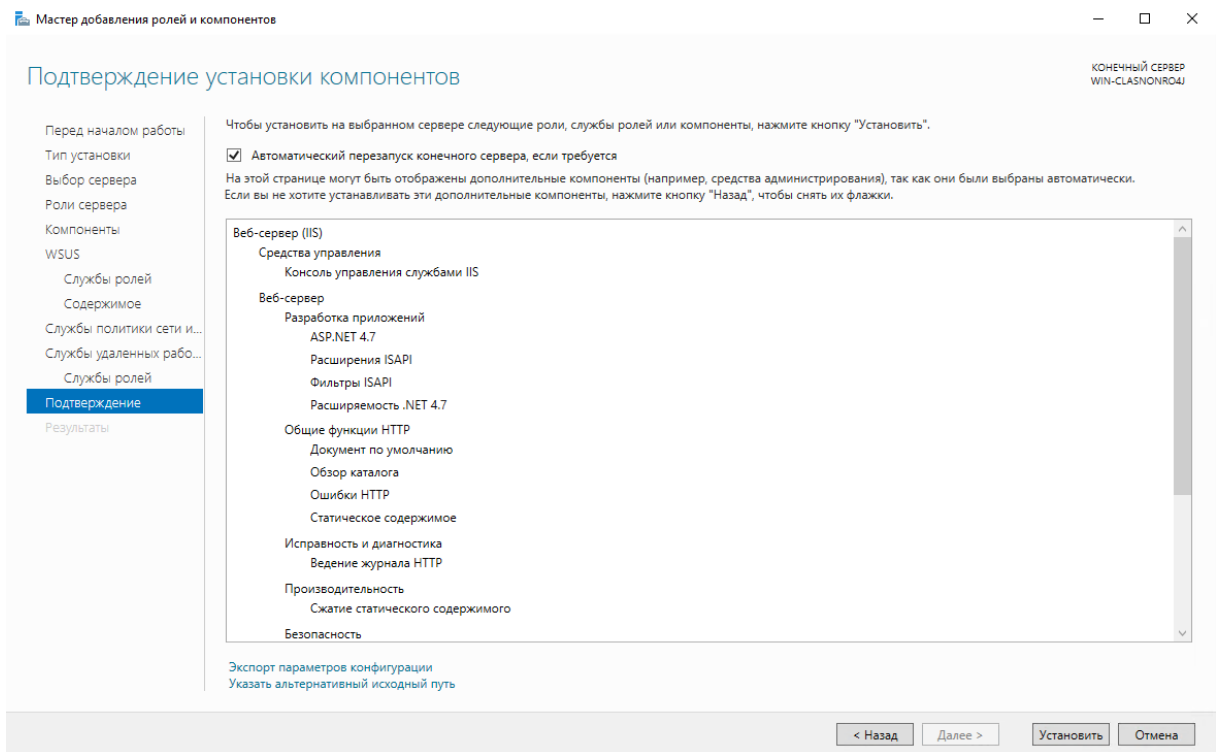 Мастер добавления ролей и компонентов
Подтверждение установки компонентов
КОНЕЧНЫЙ СЕРВЕР
WIN-CLASNONRO4J
Перед началом работы
Тип установки
Выбор сервера
Роли сервера
Компоненты
WSUS
Службы ролей
Содержимое
Службы политики сети и...
Службы удаленных рабо...
Службы ролей
Подтверждение
Результаты
Чтобы установить на выбранном сервере следующие роли, службы ролей или компоненты, нажмите кнопку "Установить".
Автоматический перезапуск конечного сервера, если требуется
На этой странице могут быть отображены дополнительные компоненты (например, средства администрирования), так как они были выбраны автоматически.
Если вы не хотите устанавливать эти дополнительные компоненты, нажмите кнопку "Назад", чтобы снять их флажки.
Веб-сервер (IIS)
Средства управления
Консоль управления службами IIS
Веб-сервер
Разработка приложений
ASP.NET 4.7
Расширения ISAPI
Фильтры ISAPI
Расширяемость .NET 4.7
Общие функции HTTP
Документ по умолчанию
Обзор каталога
Ошибки HTTP
Статическое содержимое
Исправность и диагностика
Ведение журнала HTTP
Производительность
Сжатие статического содержимого
Безопасность
Экспорт параметров конфигурации
Указать альтернативный исходный путь
< Назад
Далее >
Установить
Отмена